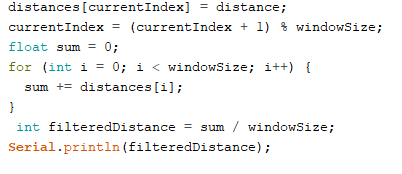 distances[currentIndex] = distance;
currentIndex = (currentIndex + 1) % windowSize;
float sum = 0;
for (int i = 0; i < windowSize; i++) {
  sum += distances[i];
}
 int filteredDistance = sum / windowSize;
Serial.println(filteredDistance);